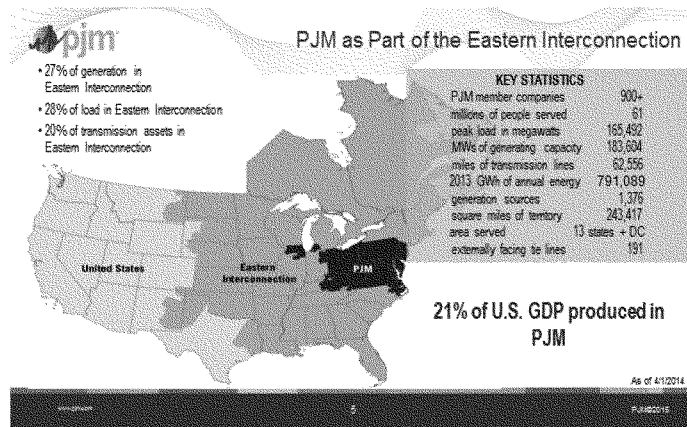 pjm
PJM as Part of the Eastern Interconnection
• 27% of generation in
Eastern Interconnection
• 28% of load in Eastern Interconnection
• 20% of transmission assets in
Eastern Interconnection
KEY STATISTICS
PJM member companies 900+
millions of people served 61
peak load in megawatts 165,492
MWs of generating capacity 183,604
miles of transmission lines 62,556
2013 GWh of annual energy 791,089
generation sources 1,376
square miles of territory 243,417
area served 13 states + DC
externally facing tie lines 191
United States
Eastern
Interconnection
PJM
21% of U.S. GDP produced in
PJM
As of 4/1/2014
www.pjm.com 5 PJM©2015